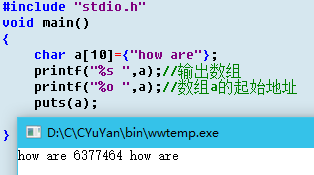 #include "stdio.h"
void main()
{
char a[10]={"how are"};
printf("%s ",a);//输出数组
printf("%o ",a);//数组a的起始地址
puts(a);
}
D:\C\CYuYan\bin\wwtemp.exe
how are 6377464 how are